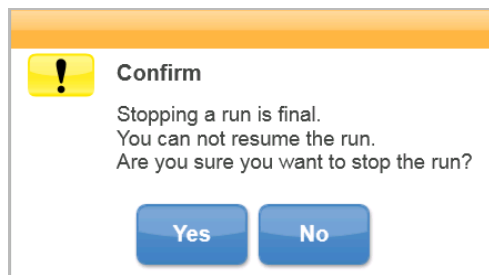 Confirm
Stopping a run is final.
You can not resume the run.
Are you sure you want to stop the run?
Yes No